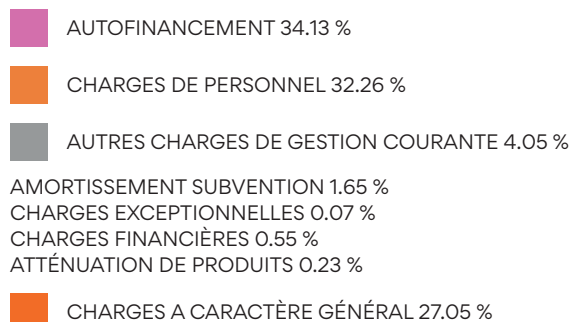 AUTOFINANCEMENT 34.13 %
CHARGES DE PERSONNEL 32.26 %
AUTRES CHARGES DE GESTION COURANTE 4.05 %
AMORTISSEMENT SUBVENTION 1.65 %
CHARGES EXCEPTIONNELLES 0.07 %
CHARGES FINANCIÈRES 0.55 %
ATTÉNUATION DE PRODUITS 0.23 %
CHARGES A CARACTÈRE GÉNÉRAL 27.05 %